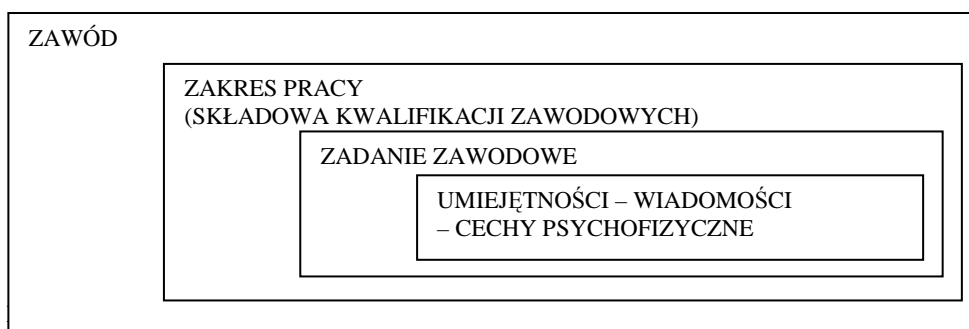 ZAWÓD
ZAKRES PRACY
(SKŁADOWA KWALIFIKACJI ZAWODOWYCH)
ZADANIE ZAWODOWE
UMIEJĘTNOŚCI – WIADOMOŚCI
– CECHY PSYCHOFIZYCZNE